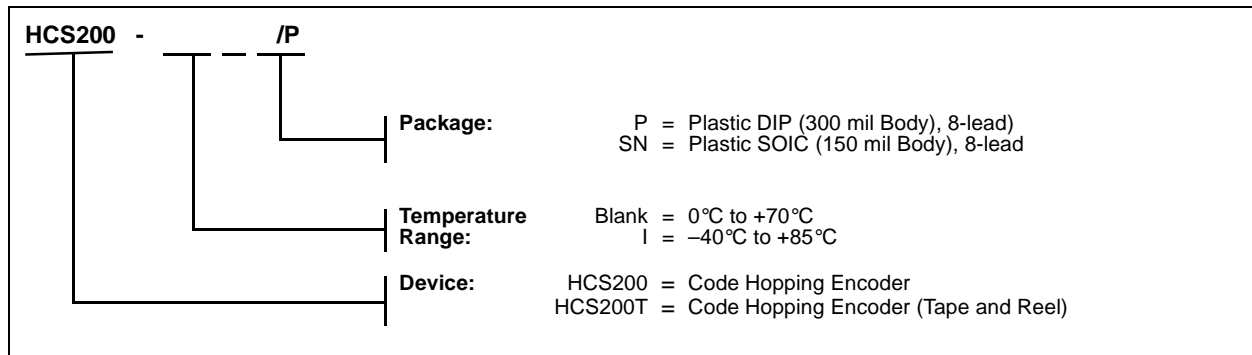 HCS200 - /P
Package: P = Plastic DIP (300 mil Body), 8-lead)
SN = Plastic SOIC (150 mil Body), 8-lead
Temperature Blank = 0°C to +70°C
Range: I = –40°C to +85°C
Device: HCS200 = Code Hopping Encoder
HCS200T = Code Hopping Encoder (Tape and Reel)